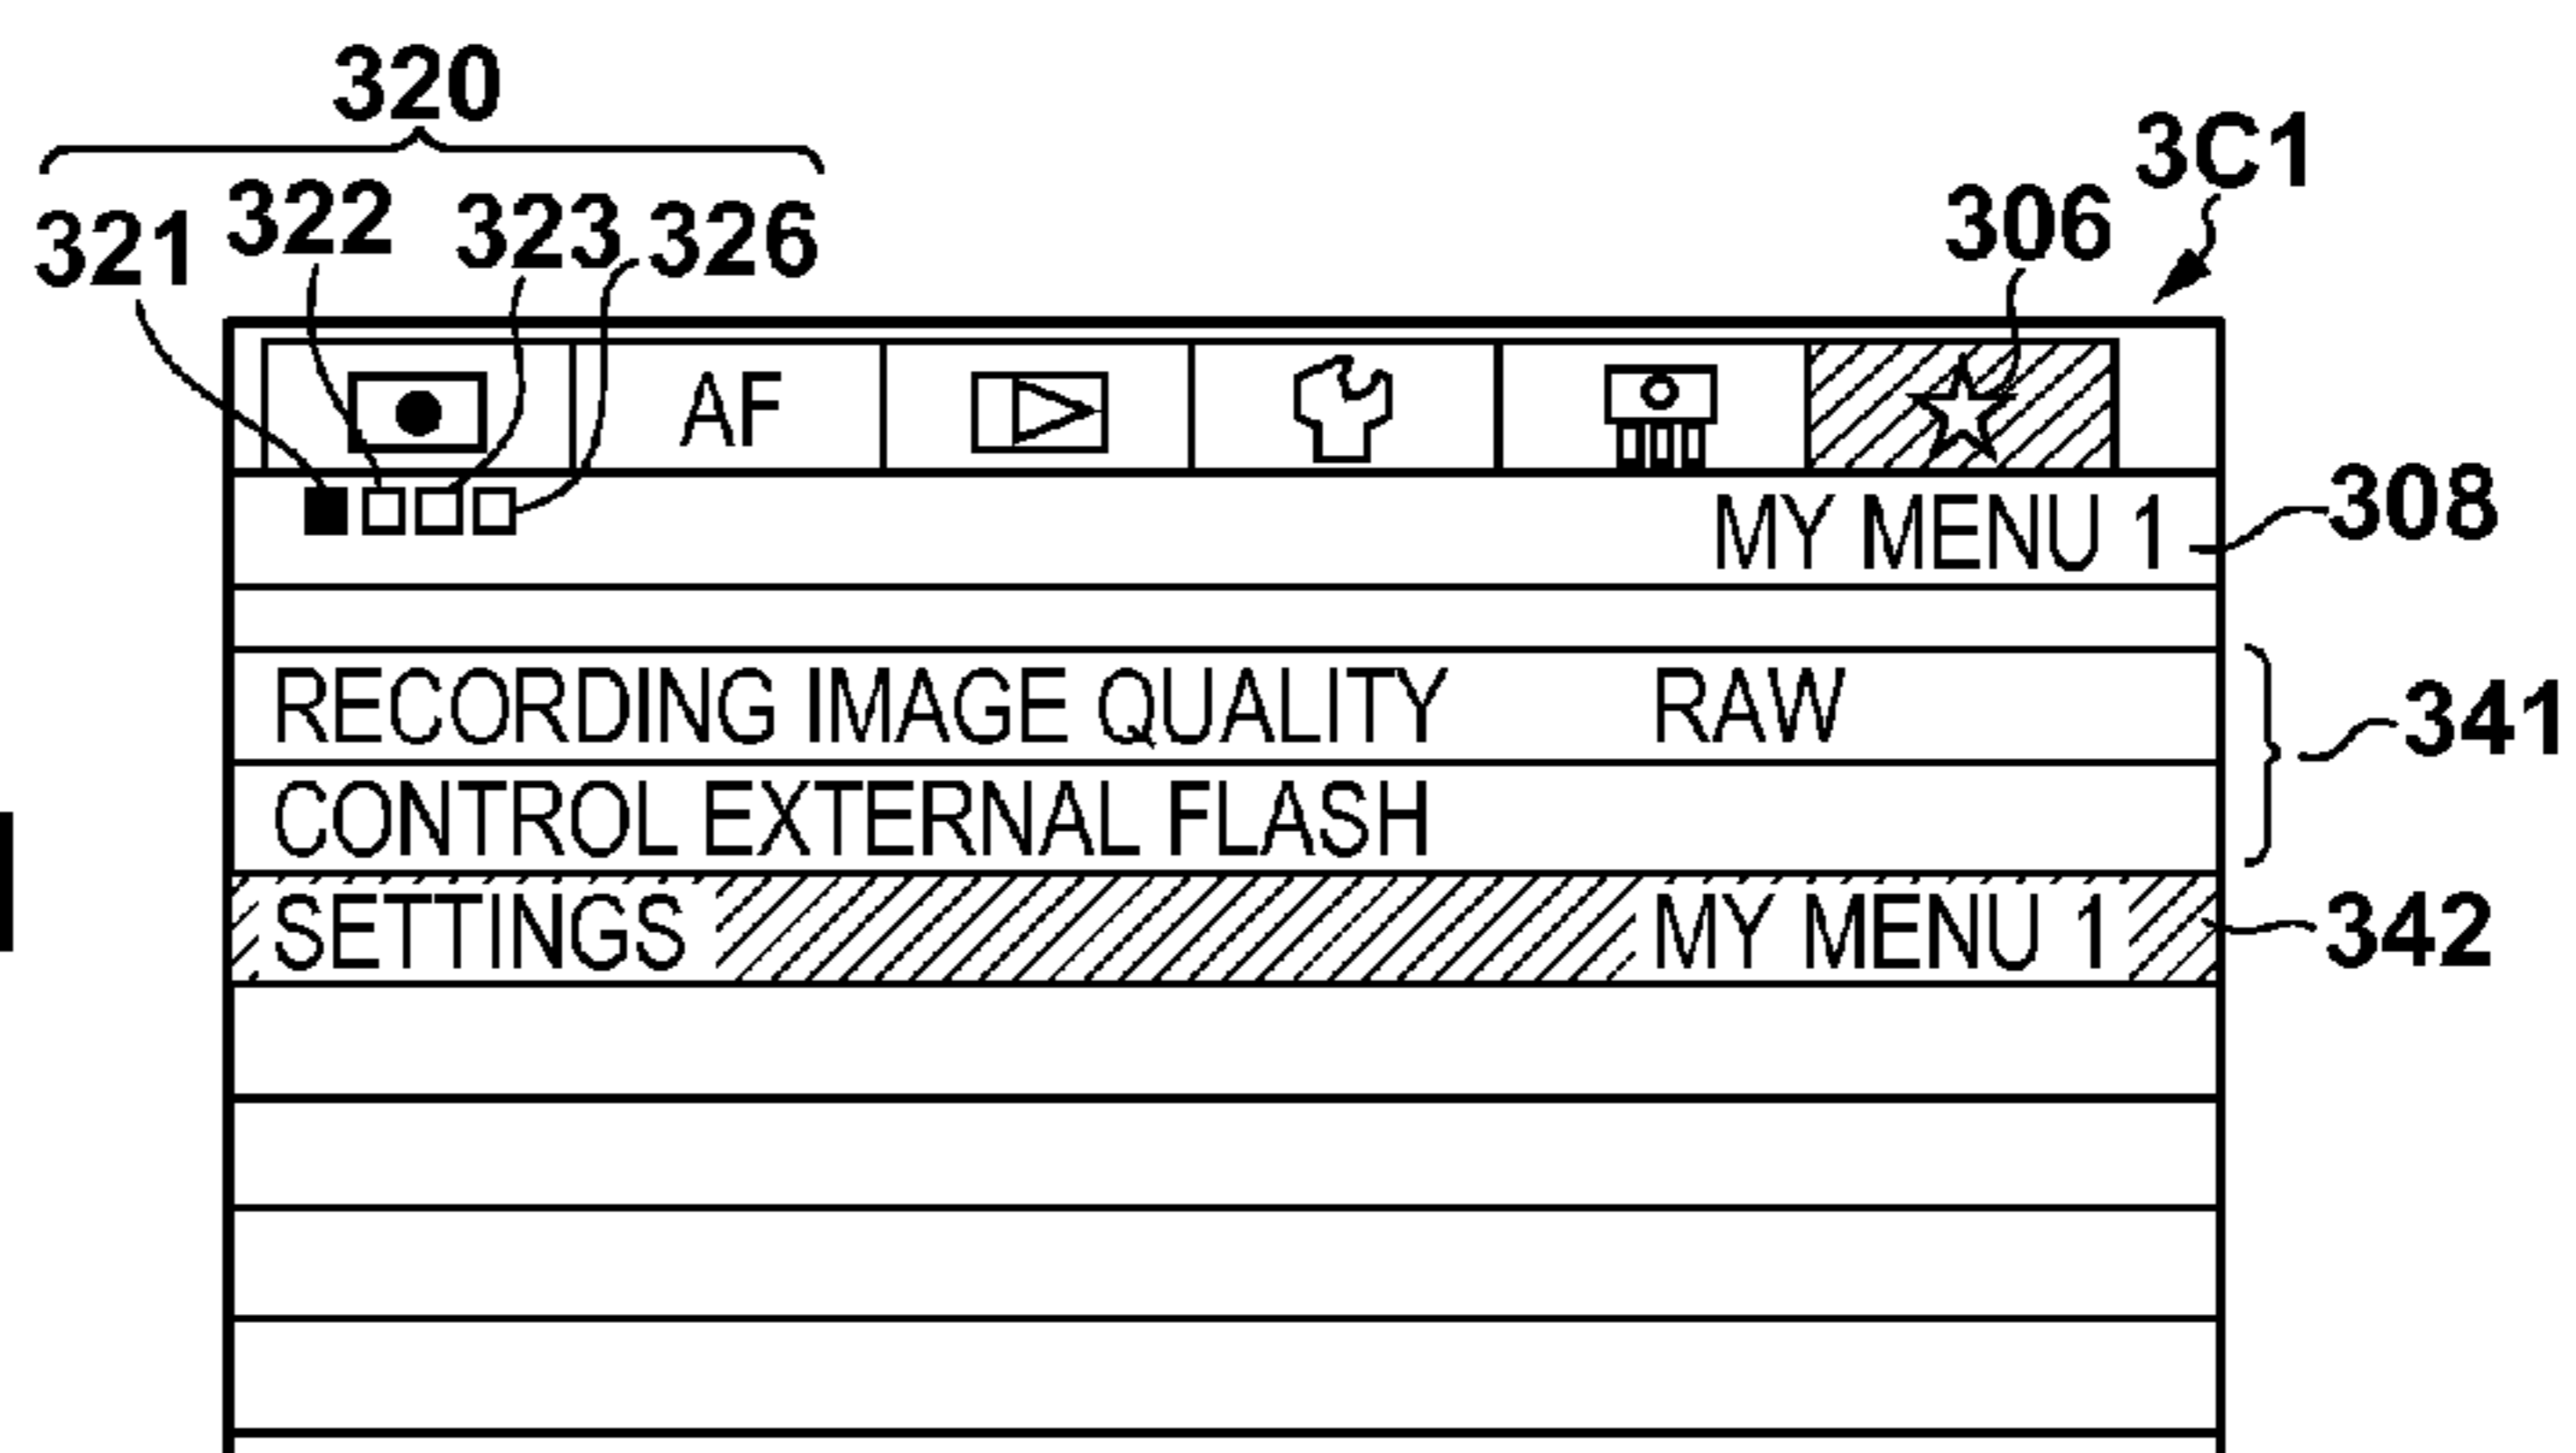 320
3C1
321 322 323 326 306
AF
MY MENU 1 308
RECORDING IMAGE QUALITY RAW
341
CONTROL EXTERNAL FLASH
SETTINGS MY MENU 1 342